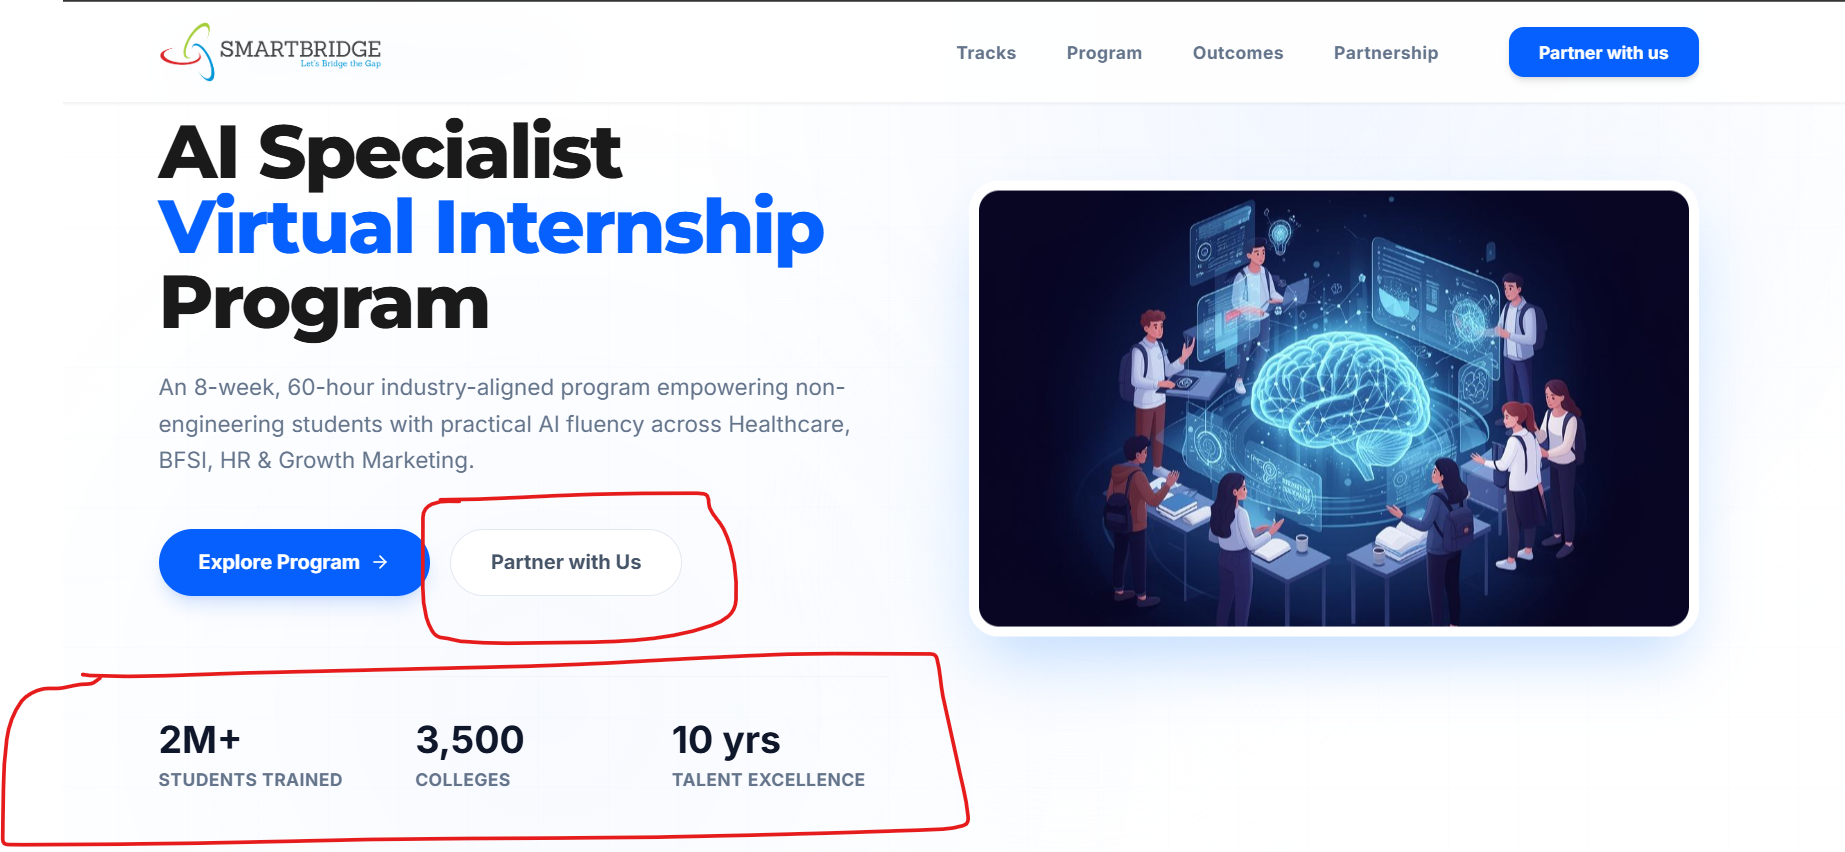 SMARTBRIDGE
Let's Bridge the Gap
Tracks
Program
Outcomes
Partnership
Partner with us
AI Specialist
Virtual Internship
Program
An 8-week, 60-hour industry-aligned program empowering non-
engineering students with practical AI fluency across Healthcare,
BFSI, HR & Growth Marketing.
Explore Program →
Partner with Us
2M+
STUDENTS TRAINED
3,500
COLLEGES
10 yrs
TALENT EXCELLENCE